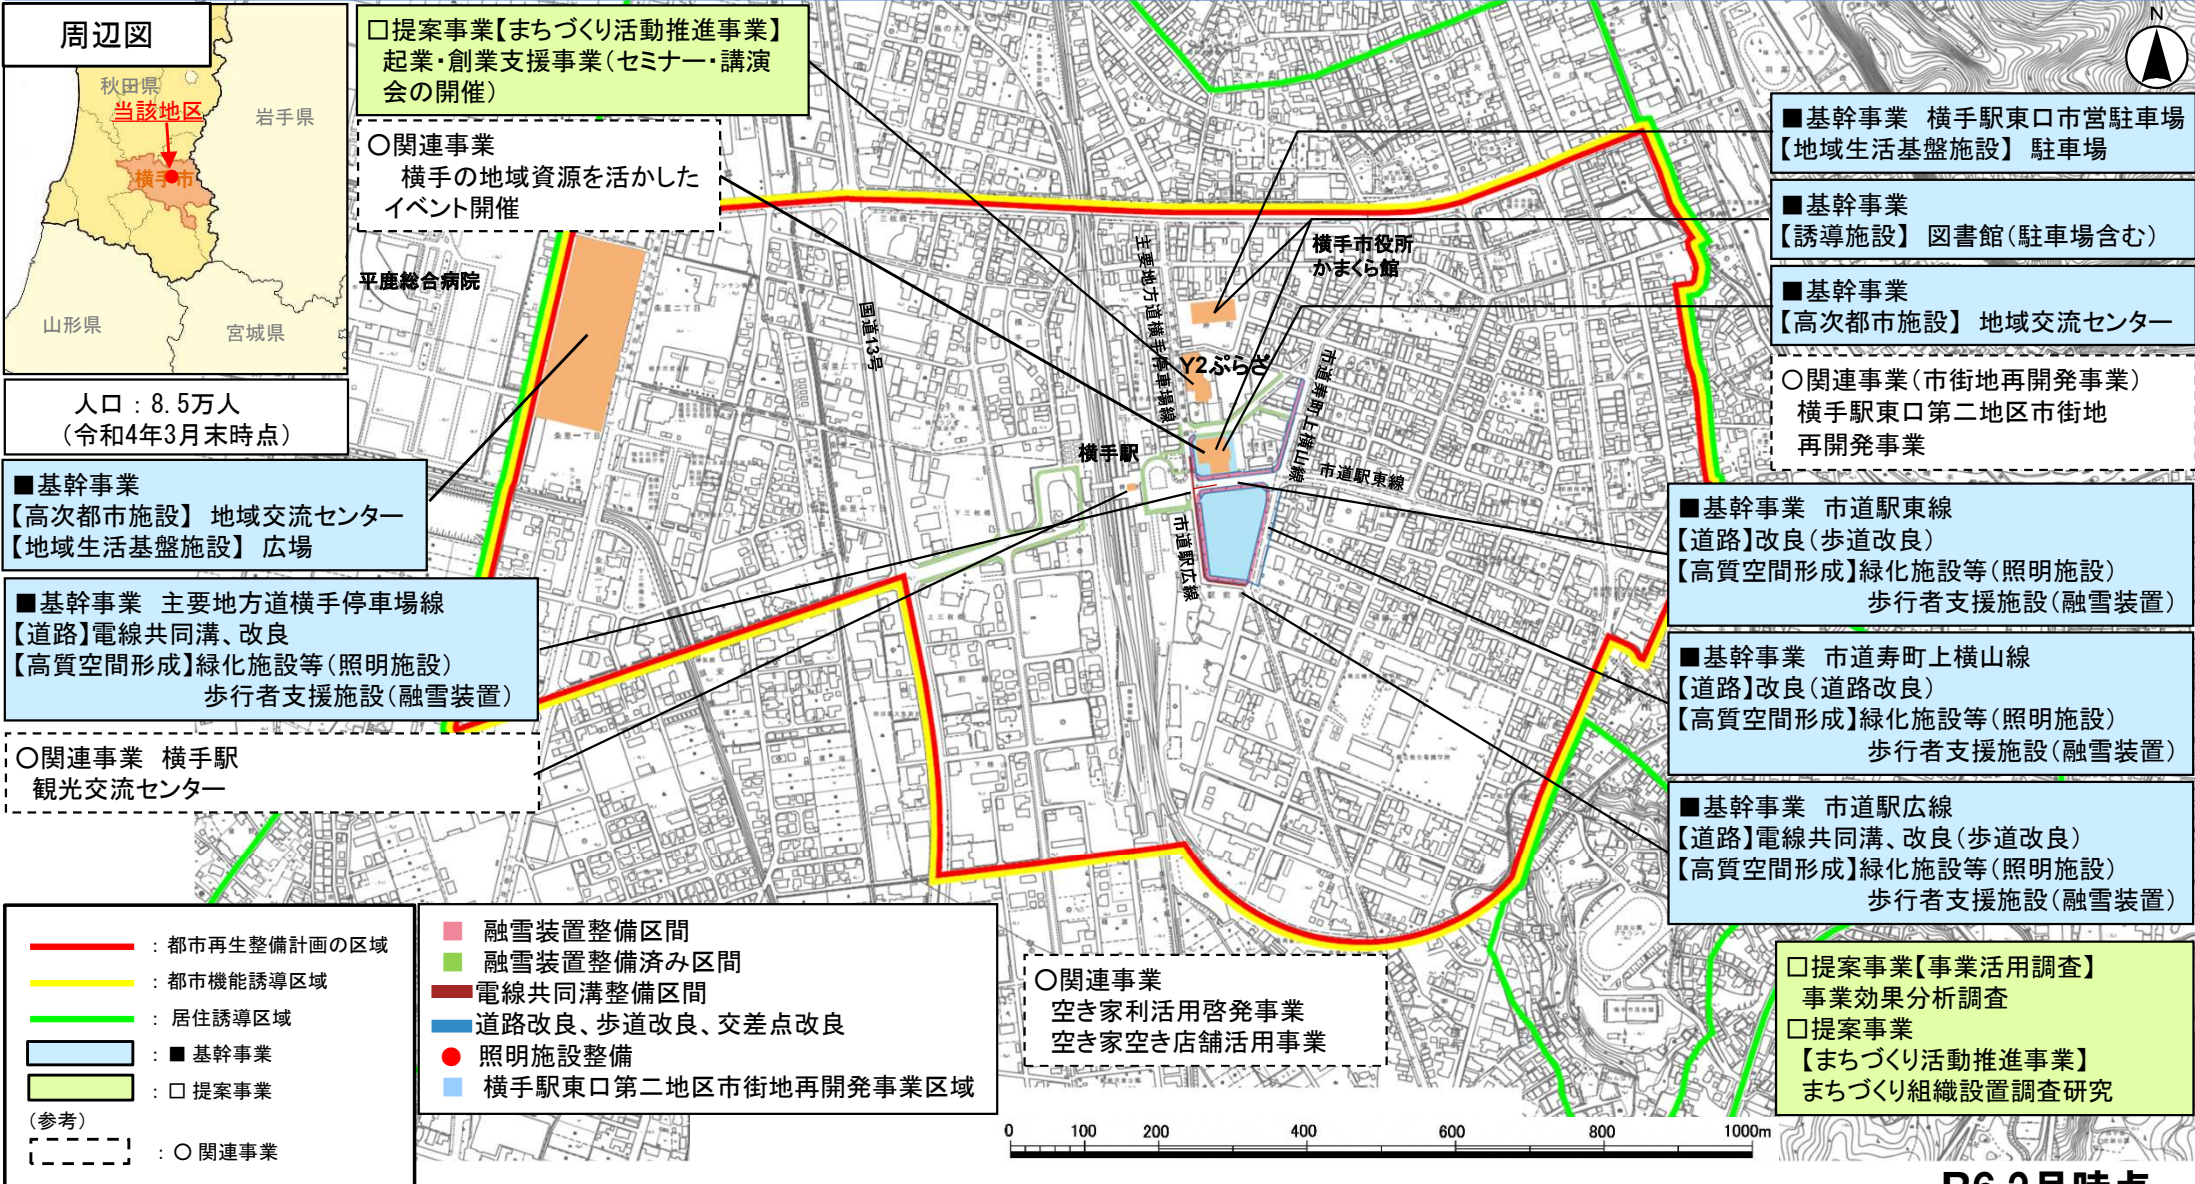 周辺図
秋田県
当該地区
岩手県
横手市
山形県
宮城県
人口：8.5万人
（令和4年3月末時点）
□提案事業【まちづくり活動推進事業】
起業・創業支援事業（セミナー・講演
会の開催）
○関連事業
横手の地域資源を活かした
イベント開催
N
■基幹事業 横手駅東口市営駐車場
【地域生活基盤施設】 駐車場
■基幹事業
【誘導施設】 図書館（駐車場含む）
■基幹事業
【高次都市施設】 地域交流センター
○関連事業（市街地再開発事業）
横手駅東口第二地区市街地
再開発事業
平鹿総合病院
国道13号
主要地方道横手停車場線
横手市役所
かまくら館
Y2ぷらざ
市道寿町上横山線
横手駅
市道駅東線
市道駅広線
■基幹事業
【高次都市施設】 地域交流センター
【地域生活基盤施設】 広場
■基幹事業 主要地方道横手停車場線
【道路】電線共同溝、改良
【高質空間形成】緑化施設等（照明施設）
歩行者支援施設（融雪装置）
○関連事業 横手駅
観光交流センター
■基幹事業 市道駅東線
【道路】改良（歩道改良）
【高質空間形成】緑化施設等（照明施設）
歩行者支援施設（融雪装置）
■基幹事業 市道寿町上横山線
【道路】改良（道路改良）
【高質空間形成】緑化施設等（照明施設）
歩行者支援施設（融雪装置）
■基幹事業 市道駅広線
【道路】電線共同溝、改良（歩道改良）
【高質空間形成】緑化施設等（照明施設）
歩行者支援施設（融雪装置）
：都市再生整備計画の区域
：都市機能誘導区域
：居住誘導区域
：■ 基幹事業
：□ 提案事業
（参考）
：○ 関連事業
融雪装置整備区間
融雪装置整備済み区間
電線共同溝整備区間
道路改良、歩道改良、交差点改良
照明施設整備
横手駅東口第二地区市街地再開発事業区域
○関連事業
空き家利活用啓発事業
空き家空き店舗活用事業
□提案事業【事業活用調査】
事業効果分析調査
□提案事業
【まちづくり活動推進事業】
まちづくり組織設置調査研究
0 100 200 400 600 800 1000m